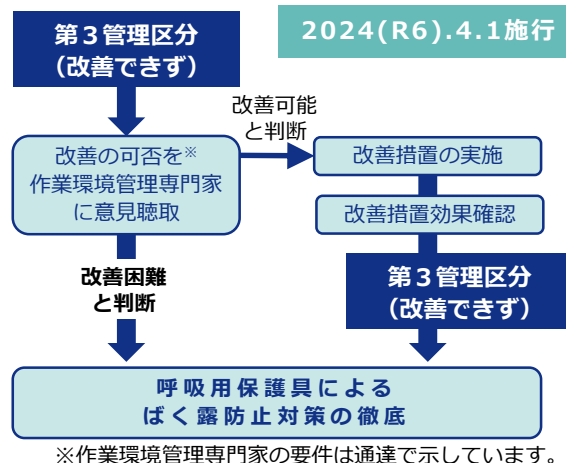 2024(R6).4.1施行
第3管理区分
（改善できず）
改善の可否を※
作業環境管理専門家
に意見聴取
改善可能
と判断
改善措置の実施
改善措置効果確認
第3管理区分
（改善できず）
改善困難
と判断
呼吸用保護具による
ばく露防止対策の徹底
※作業環境管理専門家の要件は通達で示しています。